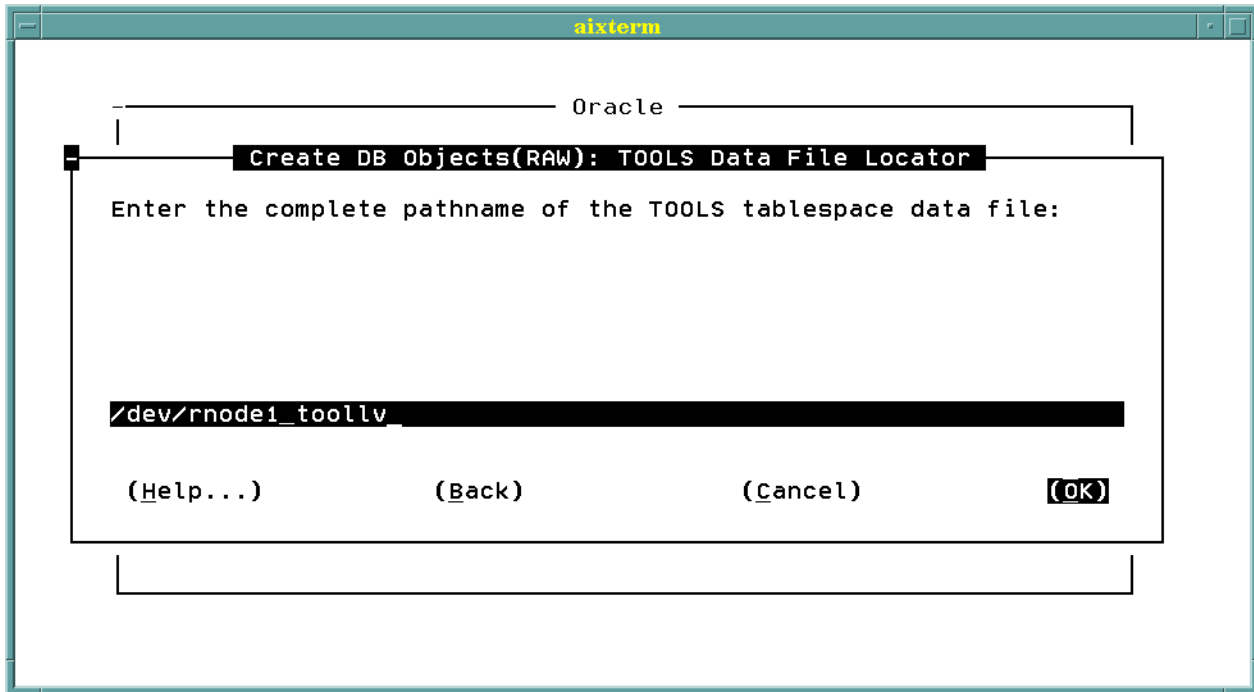 aixterm
Oracle
Create DB Objects(RAW): TOOLS Data File Locator
Enter the complete pathname of the TOOLS tablespace data file:
/dev/rnode1_toollv_
(Help...) (Back) (Cancel) (OK)